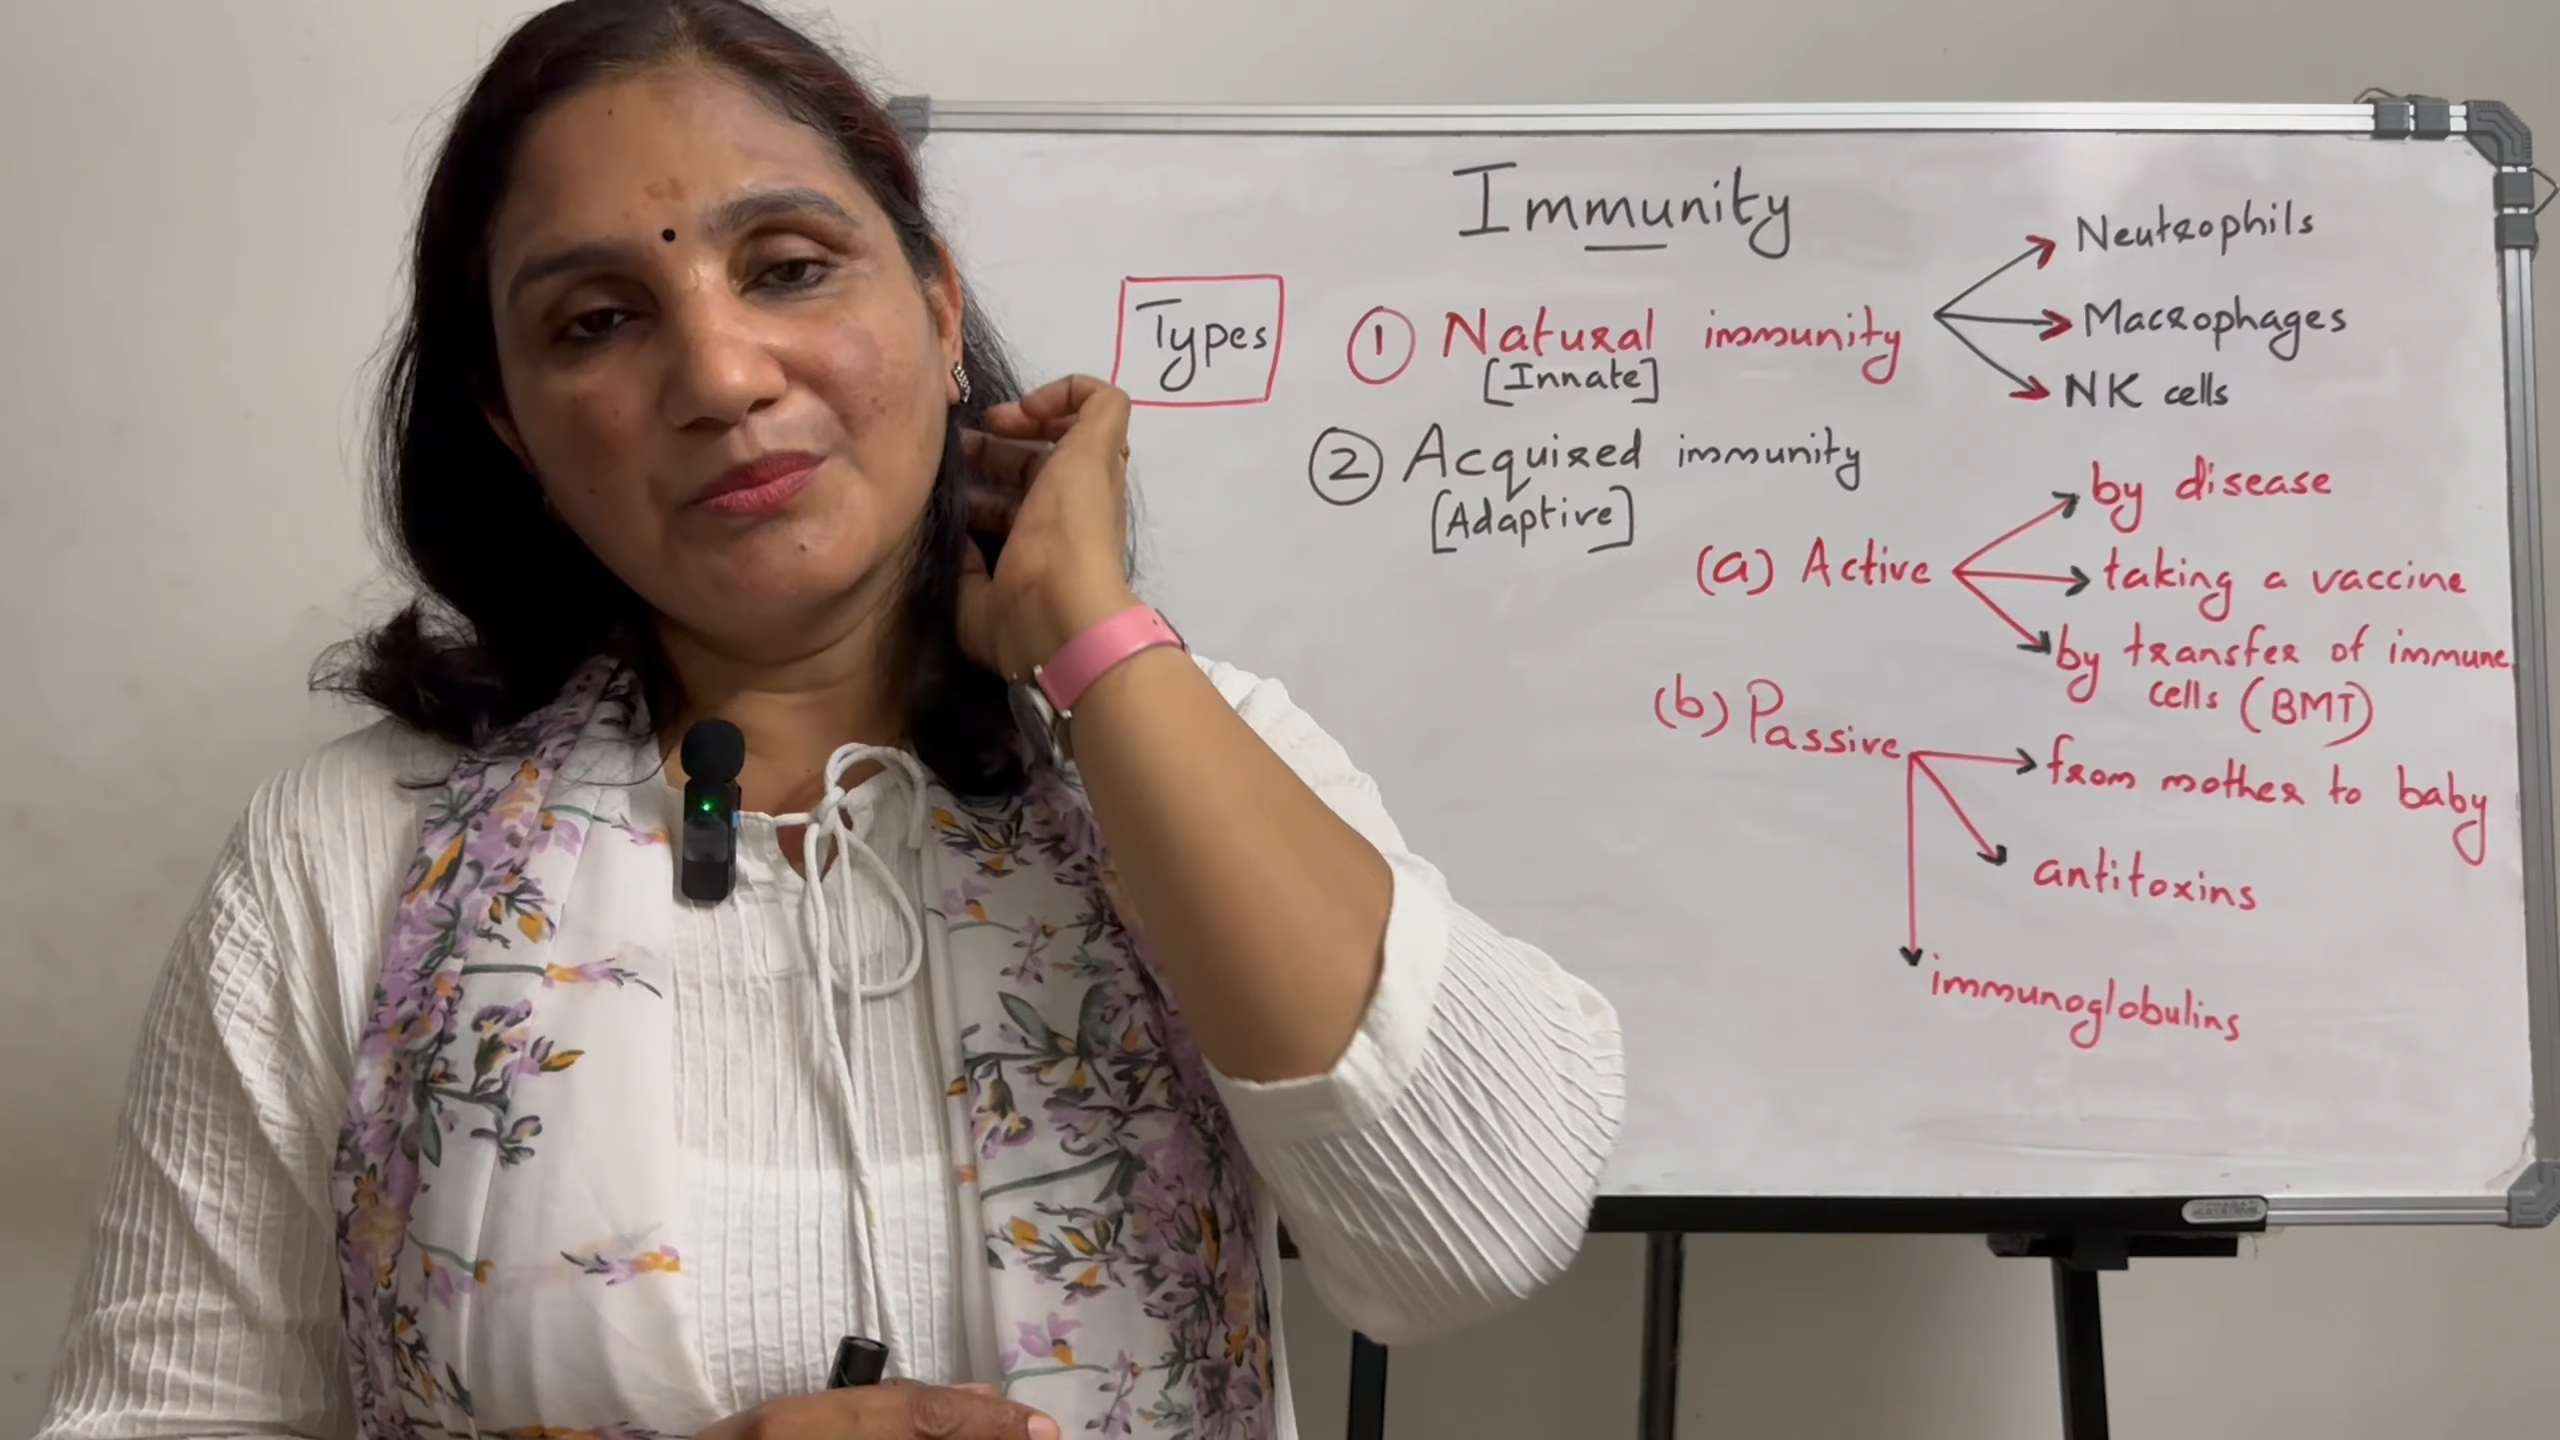 Immunity
Types
① Natural immunity
[Innate]
Neutrophils
Macrophages
NK cells
② Acquired immunity
[Adaptive]
(a) Active
by disease
taking a vaccine
by transfer of immune
cells (BMT)
(b) Passive
from mother to baby
antitoxins
immunoglobulins